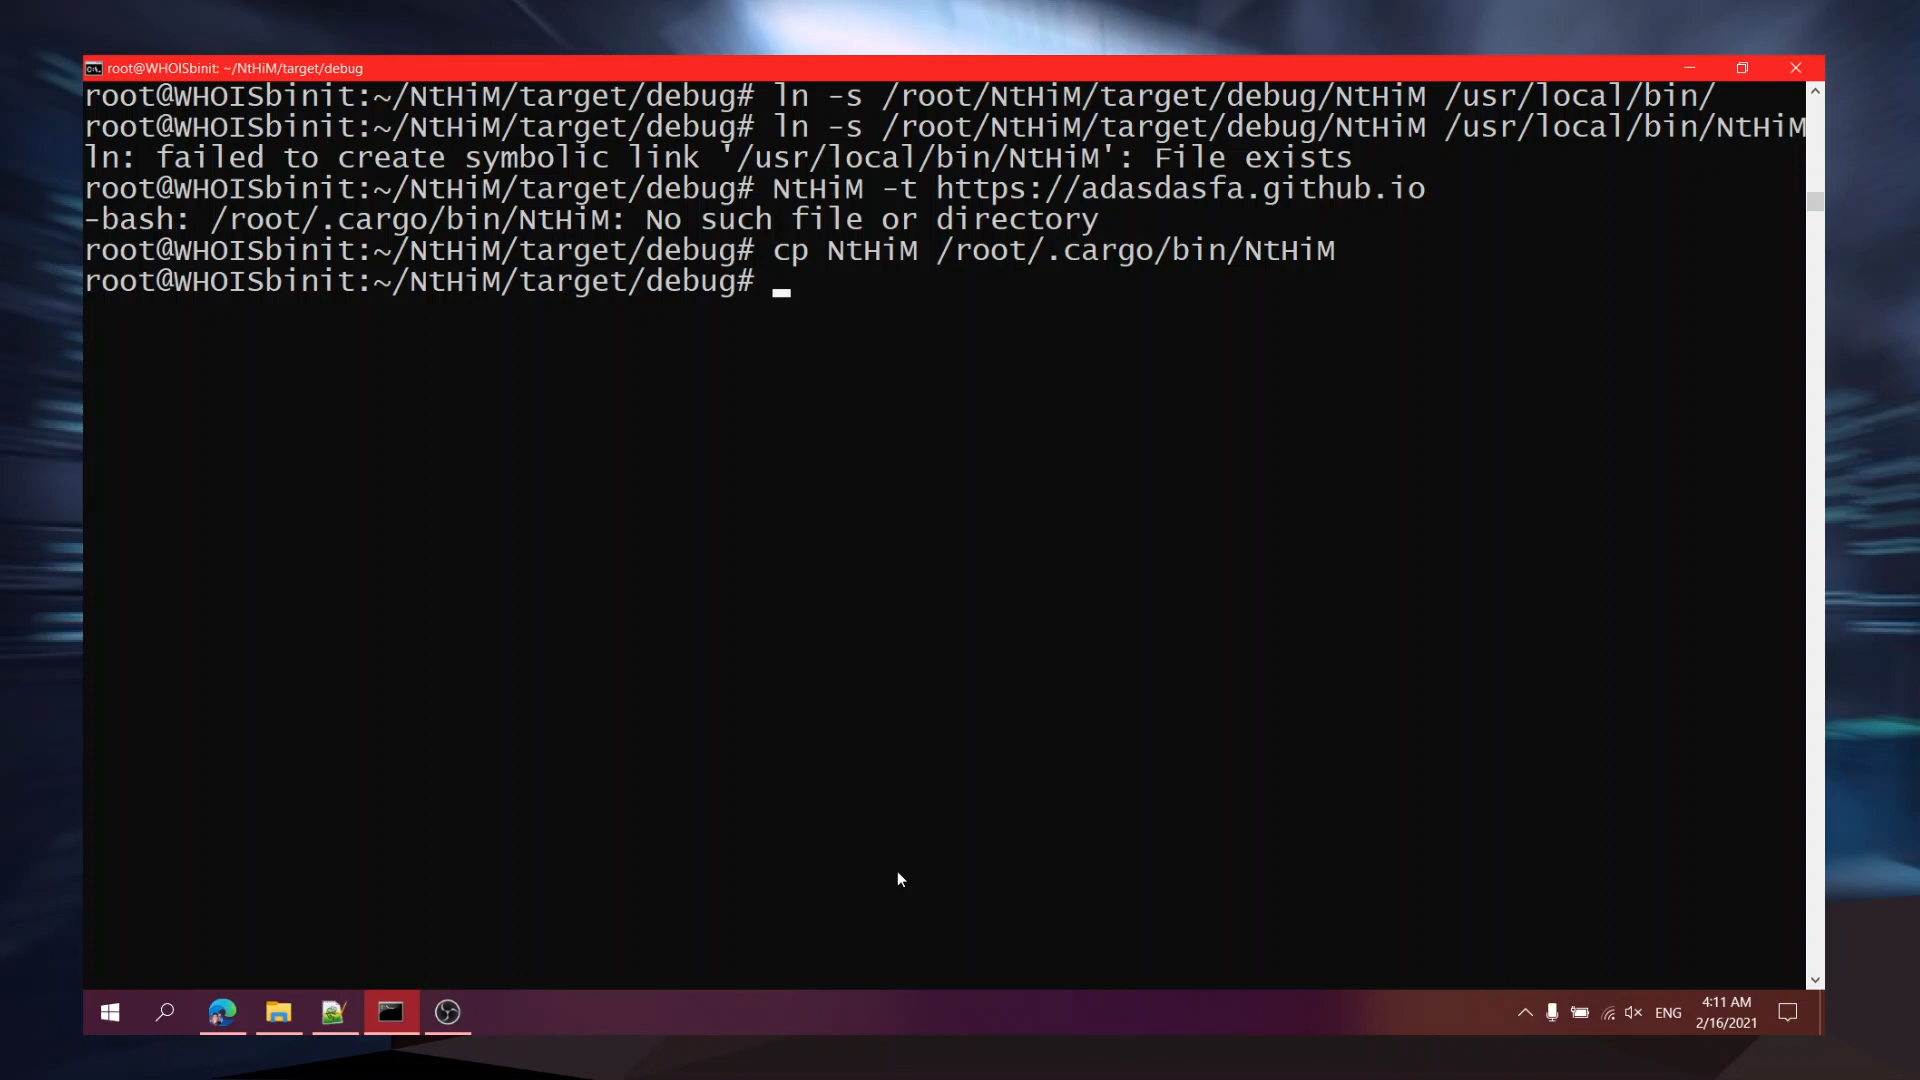 root@WHOISbinit: ~/NtHiM/target/debug
root@WHOISbinit:~/NtHiM/target/debug# ln -s /root/NtHiM/target/debug/NtHiM /usr/local/bin/
root@WHOISbinit:~/NtHiM/target/debug# ln -s /root/NtHiM/target/debug/NtHiM /usr/local/bin/NtHiM
ln: failed to create symbolic link '/usr/local/bin/NtHiM': File exists
root@WHOISbinit:~/NtHiM/target/debug# NtHiM -t https://adasdasfa.github.io
-bash: /root/.cargo/bin/NtHiM: No such file or directory
root@WHOISbinit:~/NtHiM/target/debug# cp NtHiM /root/.cargo/bin/NtHiM
root@WHOISbinit:~/NtHiM/target/debug#
ENG
4:11 AM
2/16/2021